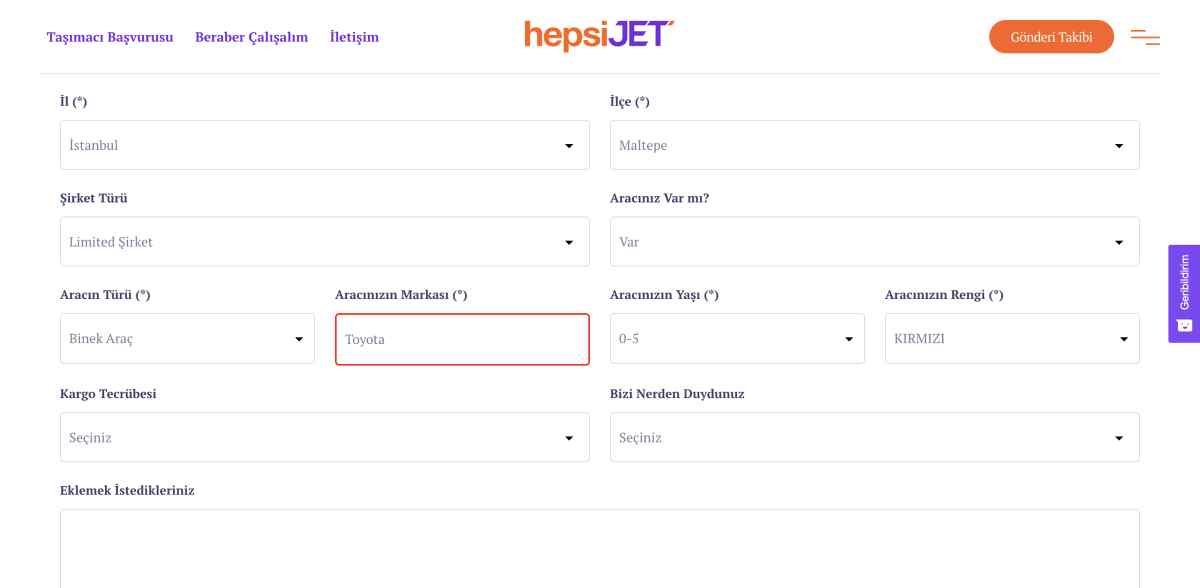 Taşımacı Başvurusu Beraber Çalışalım İletişim hepsiJET Gönderi Takibi
İl (*) İlçe (*)
İstanbul Maltepe
Şirket Türü Aracınız Var mı?
Limited Şirket Var
Aracın Türü (*) Aracınızın Markası (*) Aracınızın Yaşı (*) Aracınızın Rengi (*)
Binek Araç Toyota 0-5 KIRMIZI
Kargo Tecrübesi Bizi Nerden Duydunuz
Seçiniz Seçiniz
Eklemek İstedikleriniz
Geribildirim